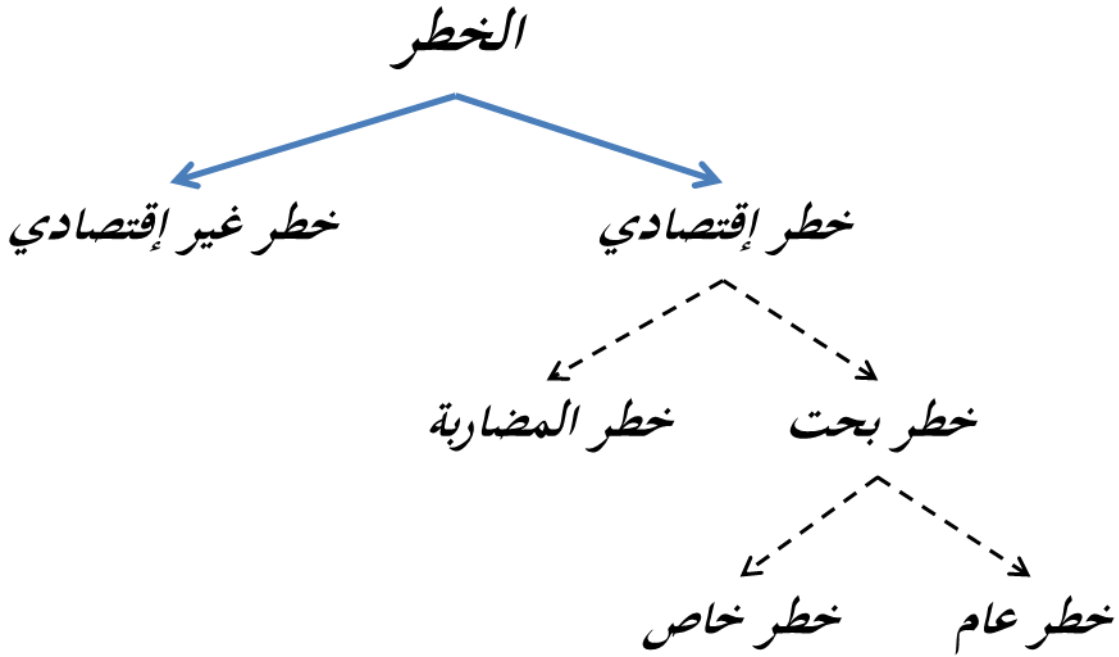 الخطر
خطر إقتصادي
خطر غير إقتصادي
خطر بحت
خطر المضاربة
خطر عام
خطر خاص